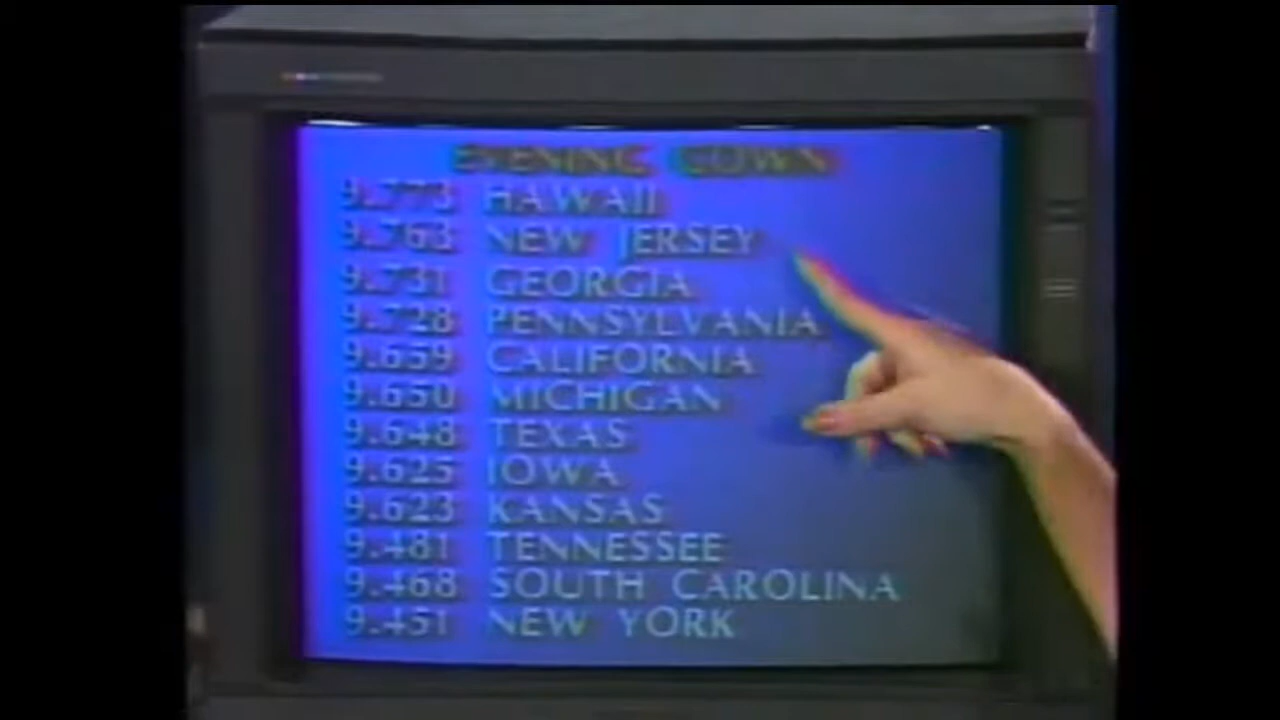 EVENING GOWN
9.773 HAWAII
9.763 NEW JERSEY
9.731 GEORGIA
9.728 PENNSYLVANIA
9.659 CALIFORNIA
9.650 MICHIGAN
9.648 TEXAS
9.625 IOWA
9.623 KANSAS
9.481 TENNESSEE
9.468 SOUTH CAROLINA
9.451 NEW YORK